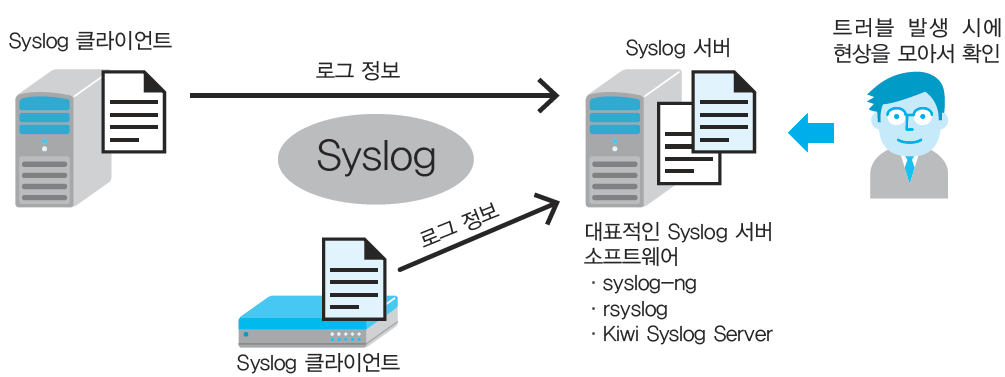 Syslog 클라이언트
로그 정보
Syslog 서버
트러블 발생 시에
현상을 모아서 확인
Syslog
로그 정보
Syslog 클라이언트
대표적인 Syslog 서버
소프트웨어
· syslog-ng
· rsyslog
· Kiwi Syslog Server